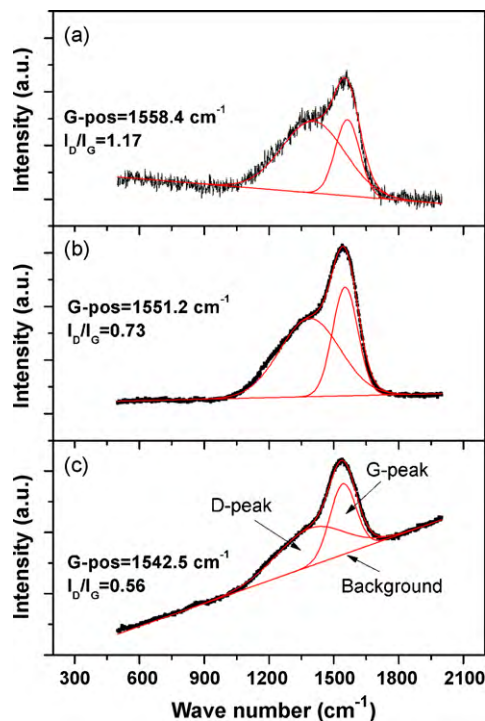 (a)
G-pos=1558.4 cm⁻¹
I_D/I_G=1.17
Intensity (a.u.)
(b)
G-pos=1551.2 cm⁻¹
I_D/I_G=0.73
Intensity (a.u.)
(c)
G-peak
D-peak
G-pos=1542.5 cm⁻¹
I_D/I_G=0.56
Background
Intensity (a.u.)
300 600 900 1200 1500 1800 2100
Wave number (cm⁻¹)